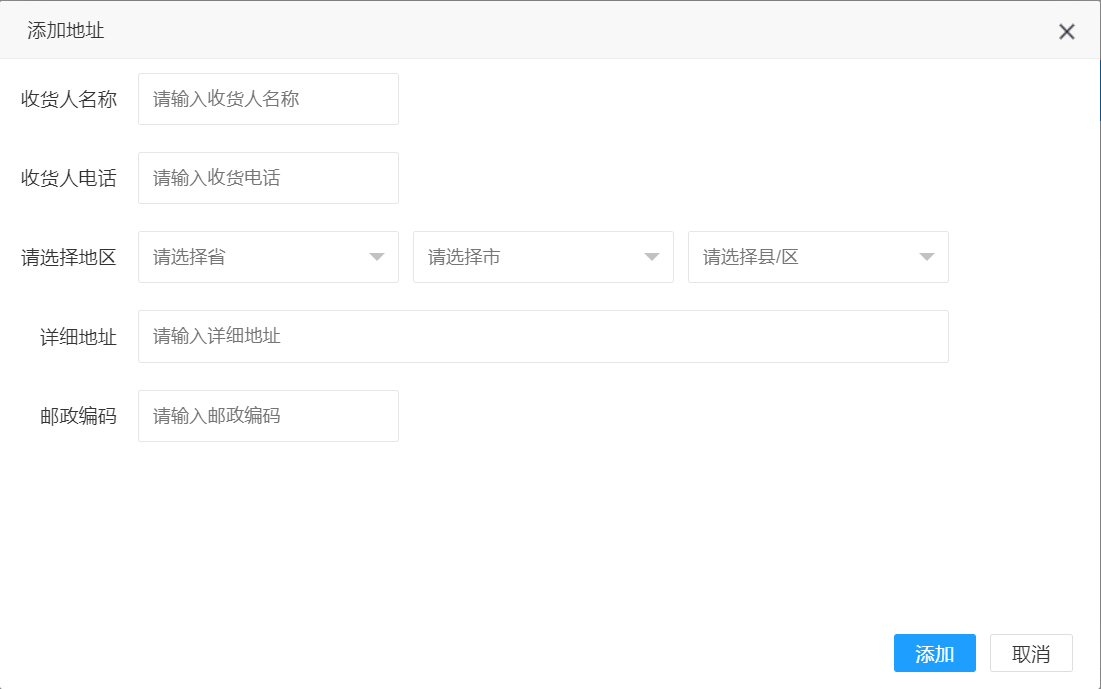 添加地址
收货人名称 请输入收货人名称
收货人电话 请输入收货电话
请选择地区 请选择省 请选择市 请选择县/区
详细地址 请输入详细地址
邮政编码 请输入邮政编码
添加 取消